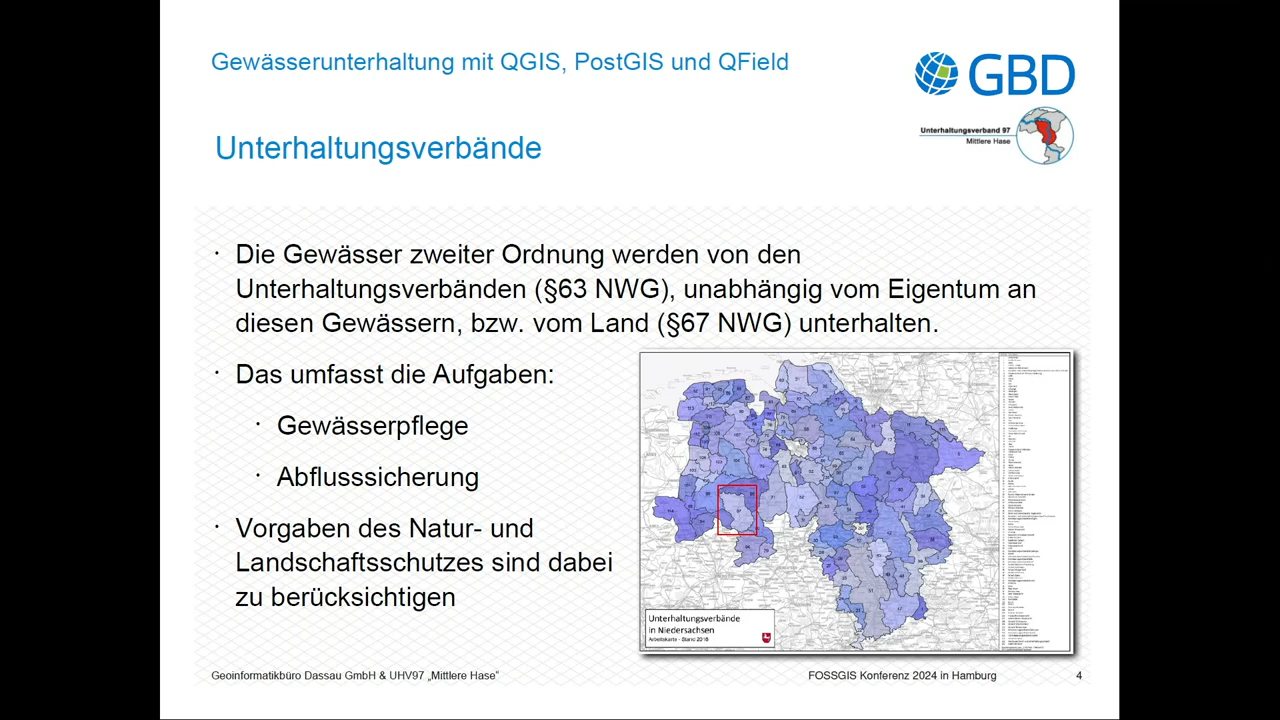 Gewässerunterhaltung mit QGIS, PostGIS und QField
GBD
Unterhaltungsverband 97
Mittlere Hase
Unterhaltungsverbände
· Die Gewässer zweiter Ordnung werden von den
Unterhaltungsverbänden (§63 NWG), unabhängig vom Eigentum an
diesen Gewässern, bzw. vom Land (§67 NWG) unterhalten.
· Das umfasst die Aufgaben:
· Gewässerpflege
· Abflusssicherung
· Vorgaben des Natur- und
Landschaftsschutzes sind dabei
zu berücksichtigen
Unterhaltungsverbände
in Niedersachsen
Arbeitskarte - Stand 2018
Geoinformatikbüro Dassau GmbH & UHV97 „Mittlere Hase“
FOSSGIS Konferenz 2024 in Hamburg
4